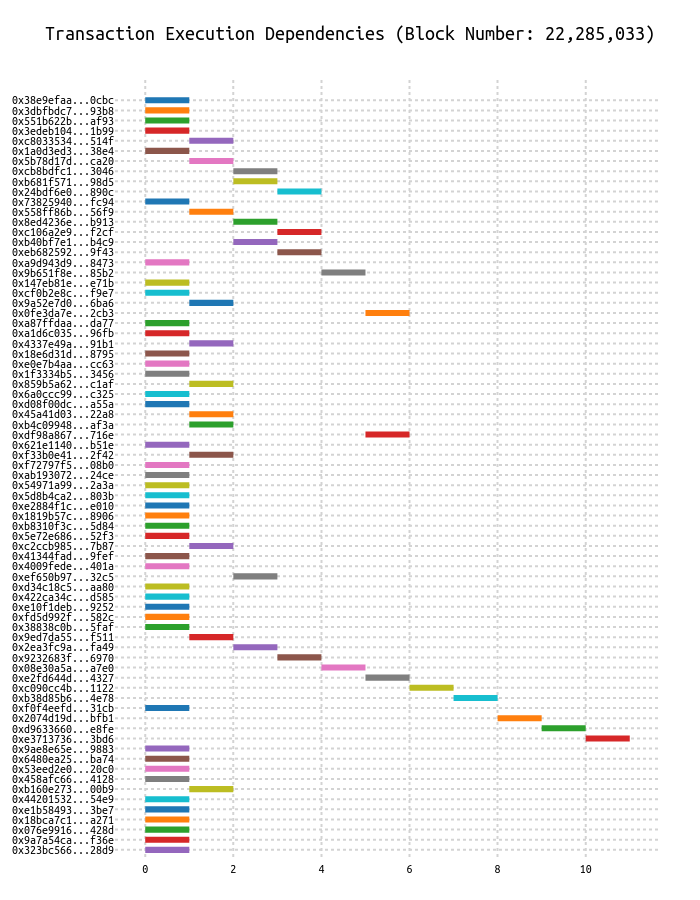 Transaction Execution Dependencies (Block Number: 22,285,033)
0x38e9efaa...0cbc
0x3dbfbdc7...93b8
0x551b622b...af93
0x3edeb104...1b99
0xc8033534...514f
0x1a0d3ed3...38e4
0x5b78d17d...ca20
0xcb8bdfc1...3046
0xb681f571...98d5
0x24bdf6e0...890c
0x73825940...fc94
0x558ff86b...56f9
0x8ed4236e...b913
0xc106a2e9...f2cf
0xb40bf7e1...b4c9
0xeb682592...9f43
0xa9d943d9...8473
0x9b651f8e...85b2
0x147eb81e...e71b
0xcf0b2e8c...f9e7
0x9a52e7d0...6ba6
0x0fe3da7e...2cb3
0xa87ffdaa...da77
0xa1d6c035...96fb
0x4337e49a...91b1
0x18e6d31d...8795
0xe0e7b4aa...cc63
0x1f3334b5...3456
0x859b5a62...c1af
0x6a0ccc99...c325
0xd08f00dc...a55a
0x45a41d03...22a8
0xb4c09948...af3a
0xdf98a867...716e
0x621e1140...b51e
0xf33b0e41...2f42
0xf72797f5...08b0
0xab193072...24ce
0x54971a99...2a3a
0x5d8b4ca2...803b
0xe2884f1c...e010
0x1819b57c...8906
0xb8310f3c...5d84
0x5e72e686...52f3
0xc2ccb985...7b87
0x41344fad...9fef
0x4009fede...401a
0xef650b97...32c5
0xd34c18c5...aa80
0x422ca34c...d585
0xe10f1deb...9252
0xfd5d992f...582c
0x38838c0b...5faf
0x9ed7da55...f511
0x2ea3fc9a...fa49
0x9232683f...6970
0x08e30a5a...a7e0
0xe2fd644d...4327
0xc090cc4b...1122
0xb38d85b6...4e78
0xf0f4eefd...31cb
0x2074d19d...bfb1
0xd9633660...e8fe
0xe3713736...3bd6
0x9ae8e65e...9883
0x6480ea25...ba74
0x53eed2e0...20c0
0x458afc66...4128
0xb160e273...00b9
0x44201532...54e9
0xe1b58493...3be7
0x18bca7c1...a271
0x076e9916...428d
0x9a7a54ca...f36e
0x323bc566...28d9
0 2 4 6 8 10